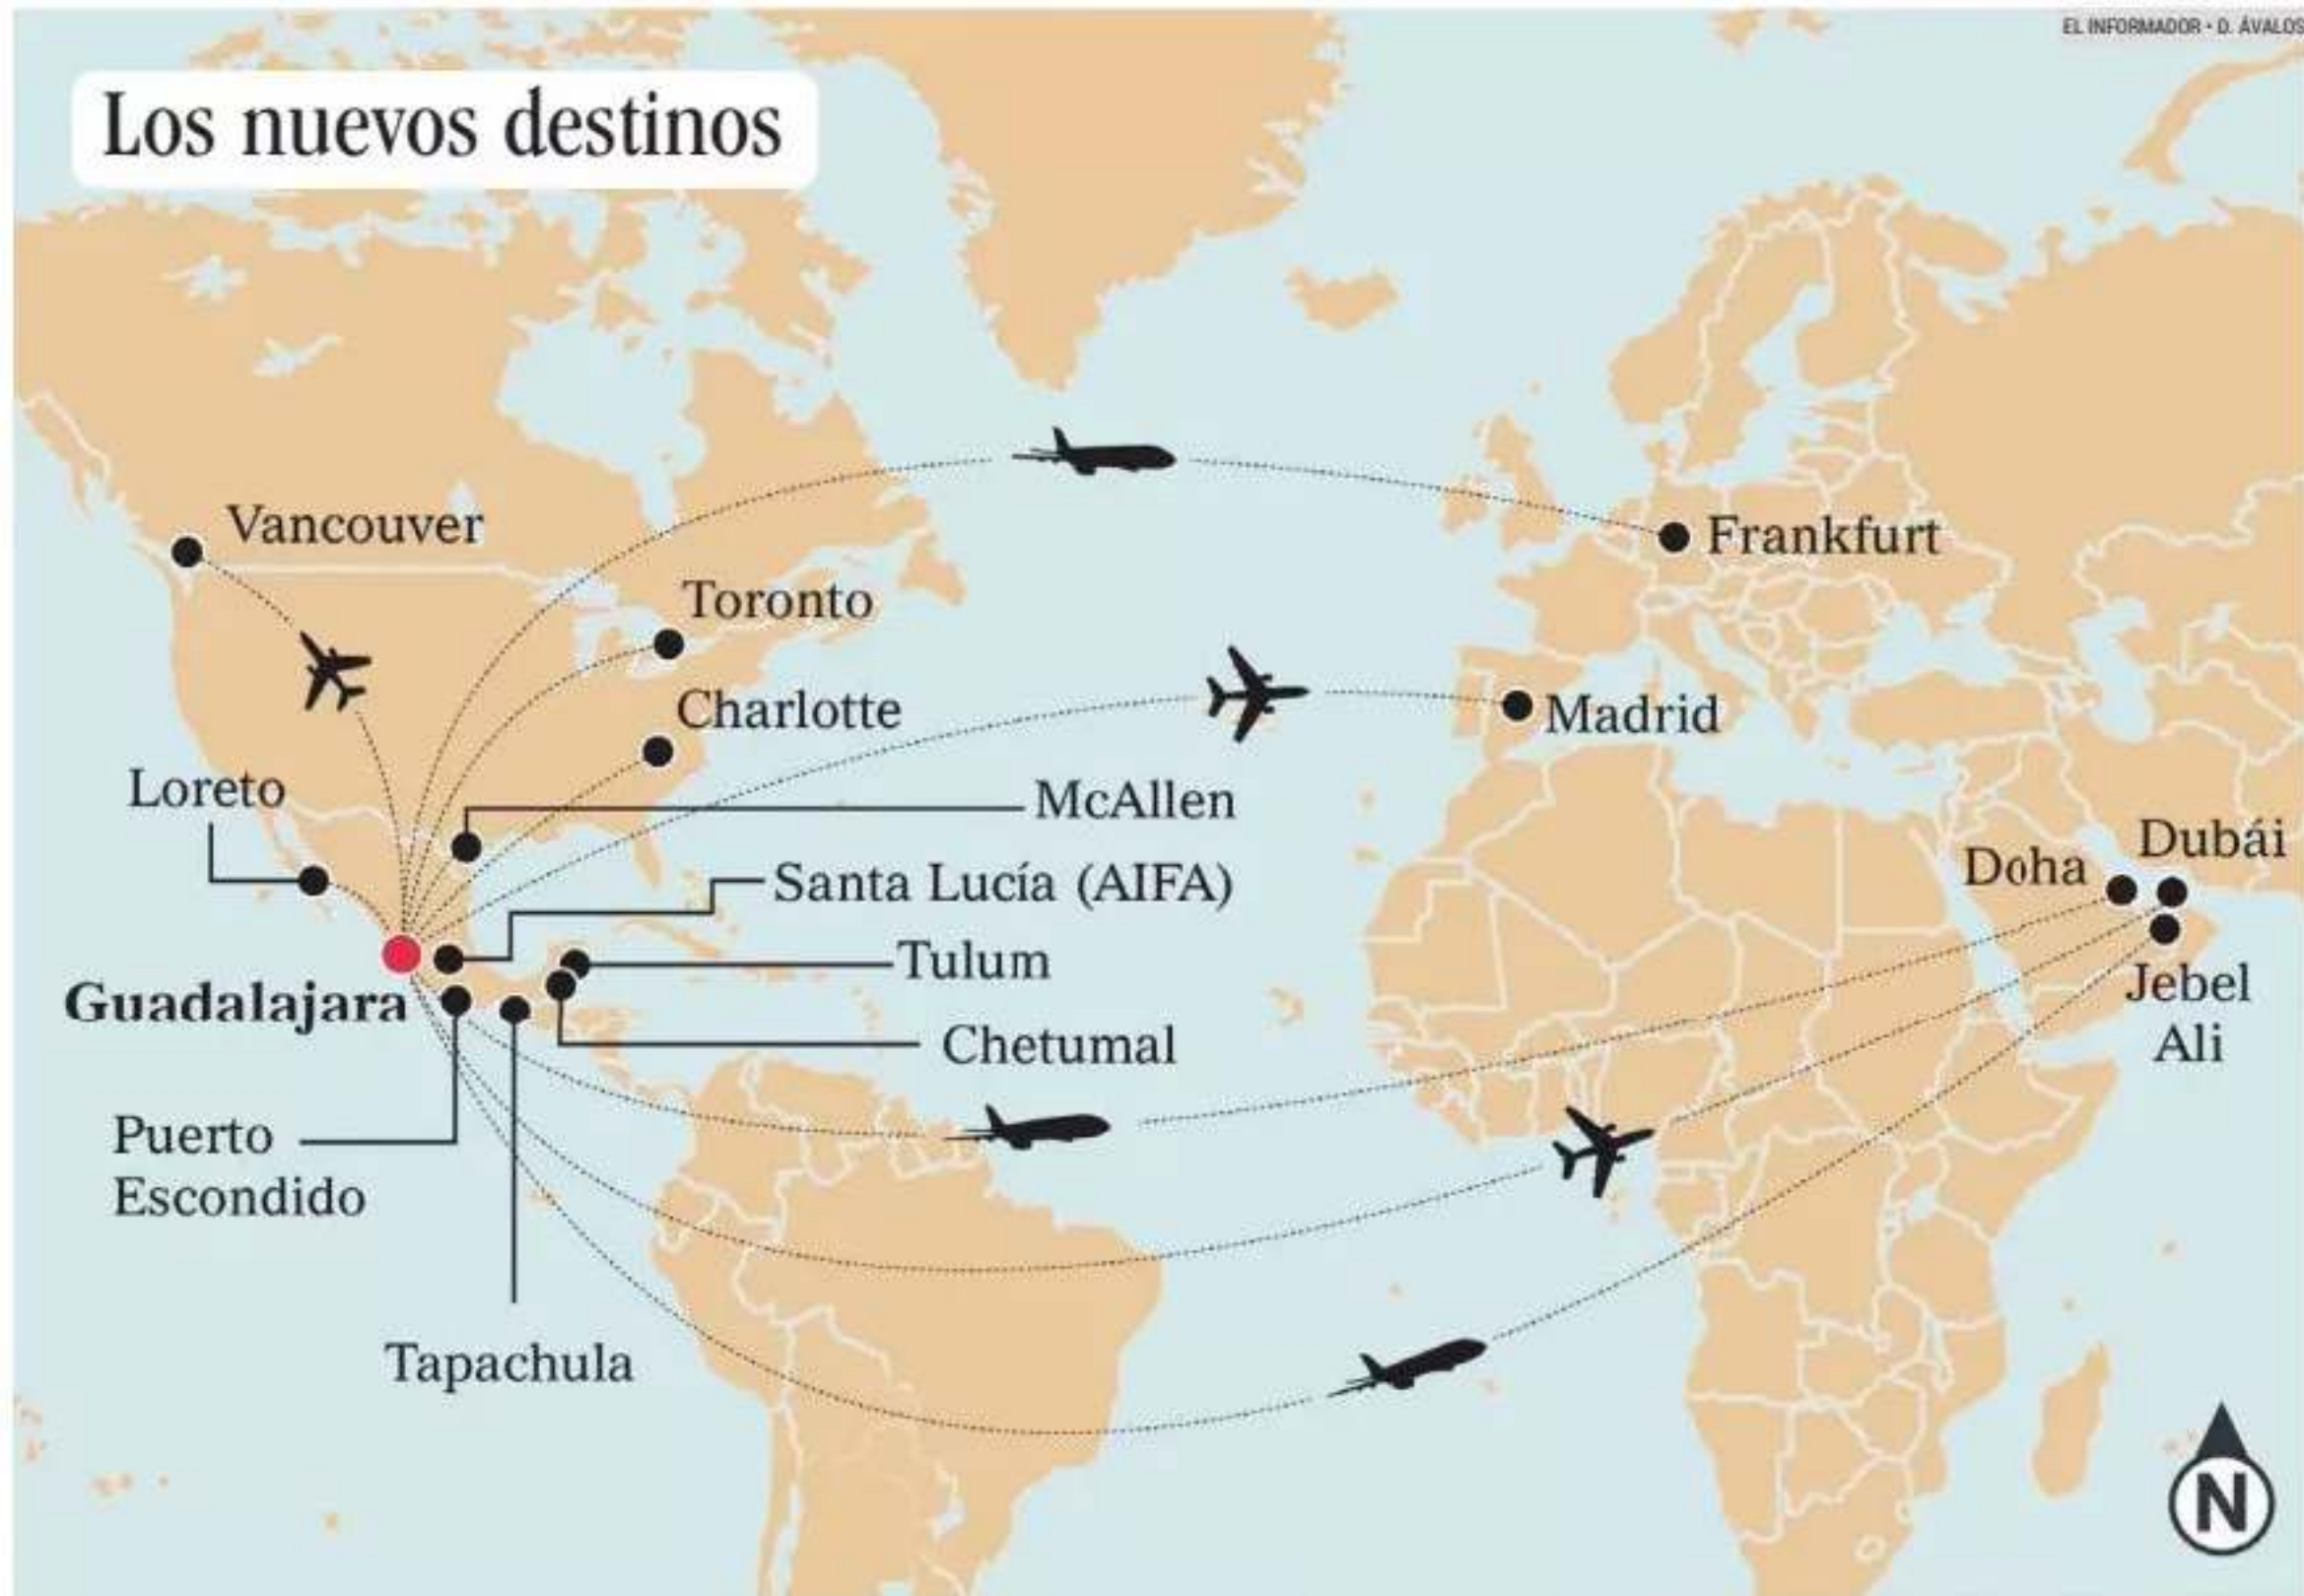 EL INFORMADOR • D. ÁVALOS
Los nuevos destinos
Vancouver
Frankfurt
Toronto
Charlotte
Madrid
Loreto
McAllen
Dubái
Doha
Santa Lucía (AIFA)
Tulum
Guadalajara
Jebel
Ali
Chetumal
Puerto
Escondido
Tapachula
N